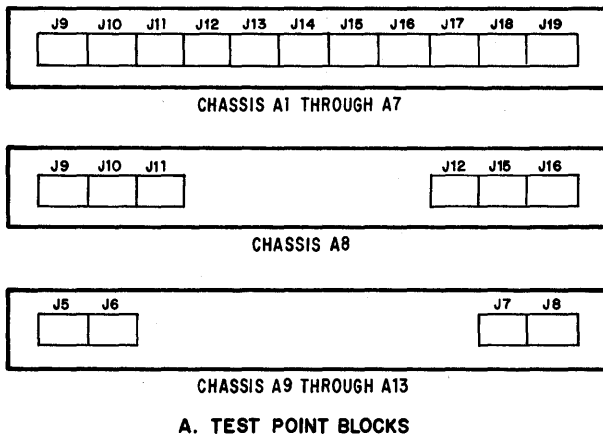 J9 J10 J11 J12 J13 J14 J15 J16 J17 J18 J19
CHASSIS A1 THROUGH A7
J9 J10 J11 J12 J15 J16
CHASSIS A8
J5 J6 J7 J8
CHASSIS A9 THROUGH A13
A. TEST POINT BLOCKS